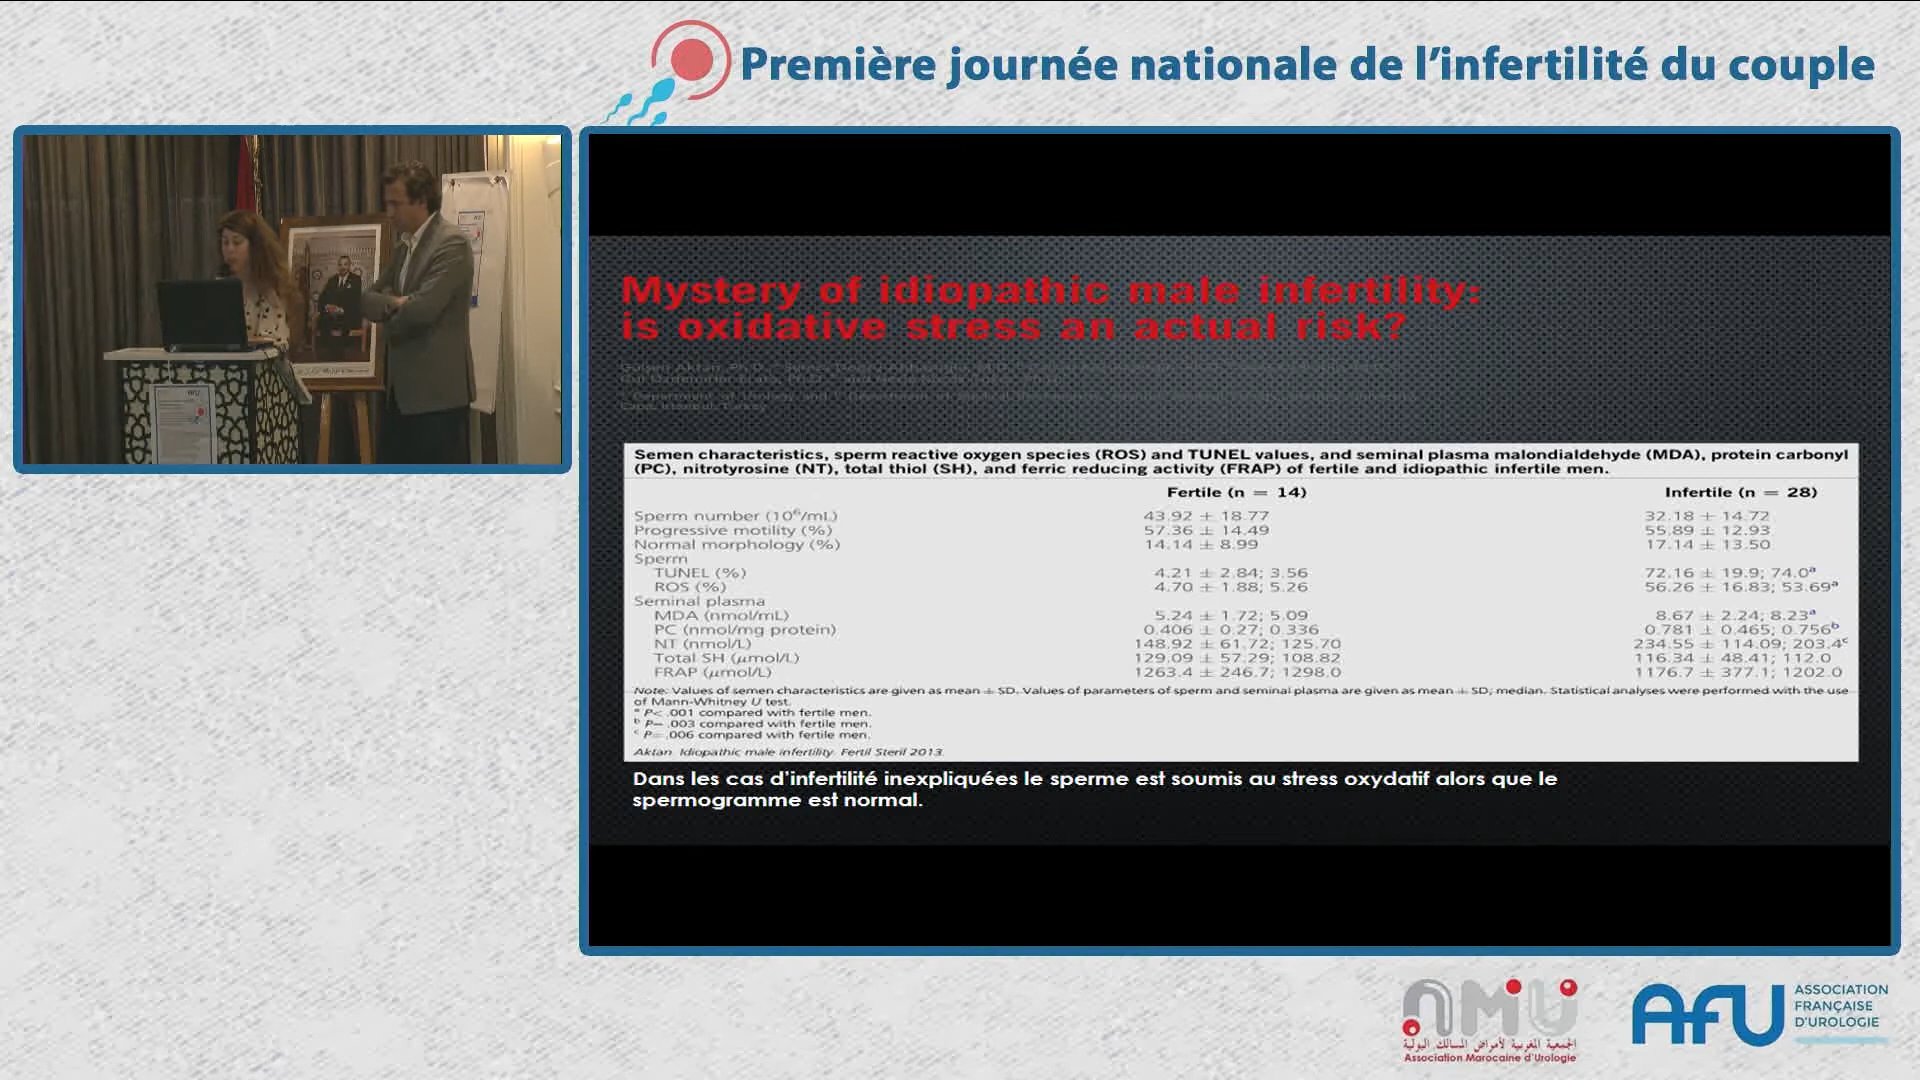 Première journée nationale de l'infertilité du couple
Mystery of idiopathic male infertility:
is oxidative stress an actual risk?
Semen characteristics, sperm reactive oxygen species (ROS) and TUNEL values, and seminal plasma malondialdehyde (MDA), protein carbonyl
(PC), nitrotyrosine (NT), total thiol (SH), and ferric reducing activity (FRAP) of fertile and idiopathic infertile men.
Fertile (n = 14) Infertile (n = 28)
Sperm number (10⁶/mL) 43.92 ± 18.77 32.18 ± 14.72
Progressive motility (%) 57.36 ± 14.49 55.89 ± 12.93
Normal morphology (%) 14.14 ± 8.99 17.14 ± 13.50
Sperm
TUNEL (%) 4.21 ± 2.84; 3.56 72.16 ± 19.9; 74.0ᵃ
ROS (%) 4.70 ± 1.88; 5.26 56.26 ± 16.83; 53.69ᵃ
Seminal plasma
MDA (nmol/mL) 5.24 ± 1.72; 5.09 8.67 ± 2.24; 8.23ᵃ
PC (nmol/mg protein) 0.406 ± 0.27; 0.336 0.781 ± 0.465; 0.756ᵇ
NT (nmol/L) 148.92 ± 61.72; 125.70 234.55 ± 114.09; 203.4ᶜ
Total SH (μmol/L) 129.09 ± 57.29; 108.82 116.34 ± 48.41; 112.0
FRAP (μmol/L) 1263.4 ± 246.7; 1298.0 1176.7 ± 377.1; 1202.0
Note: Values of semen characteristics are given as mean ± SD. Values of parameters of sperm and seminal plasma are given as mean ± SD; median. Statistical analyses were performed with the use
of Mann-Whitney U test.
ᵃ P< .001 compared with fertile men.
ᵇ P= .003 compared with fertile men.
ᶜ P= .006 compared with fertile men.
Aktan. Idiopathic male infertility. Fertil Steril 2013.
Dans les cas d'infertilité inexpliquées le sperme est soumis au stress oxydatif alors que le
spermogramme est normal.
AMU
الجمعية المغربية لأمراض المسالك البولية
Association Marocaine d'Urologie
AFU
ASSOCIATION
FRANÇAISE
D'UROLOGIE